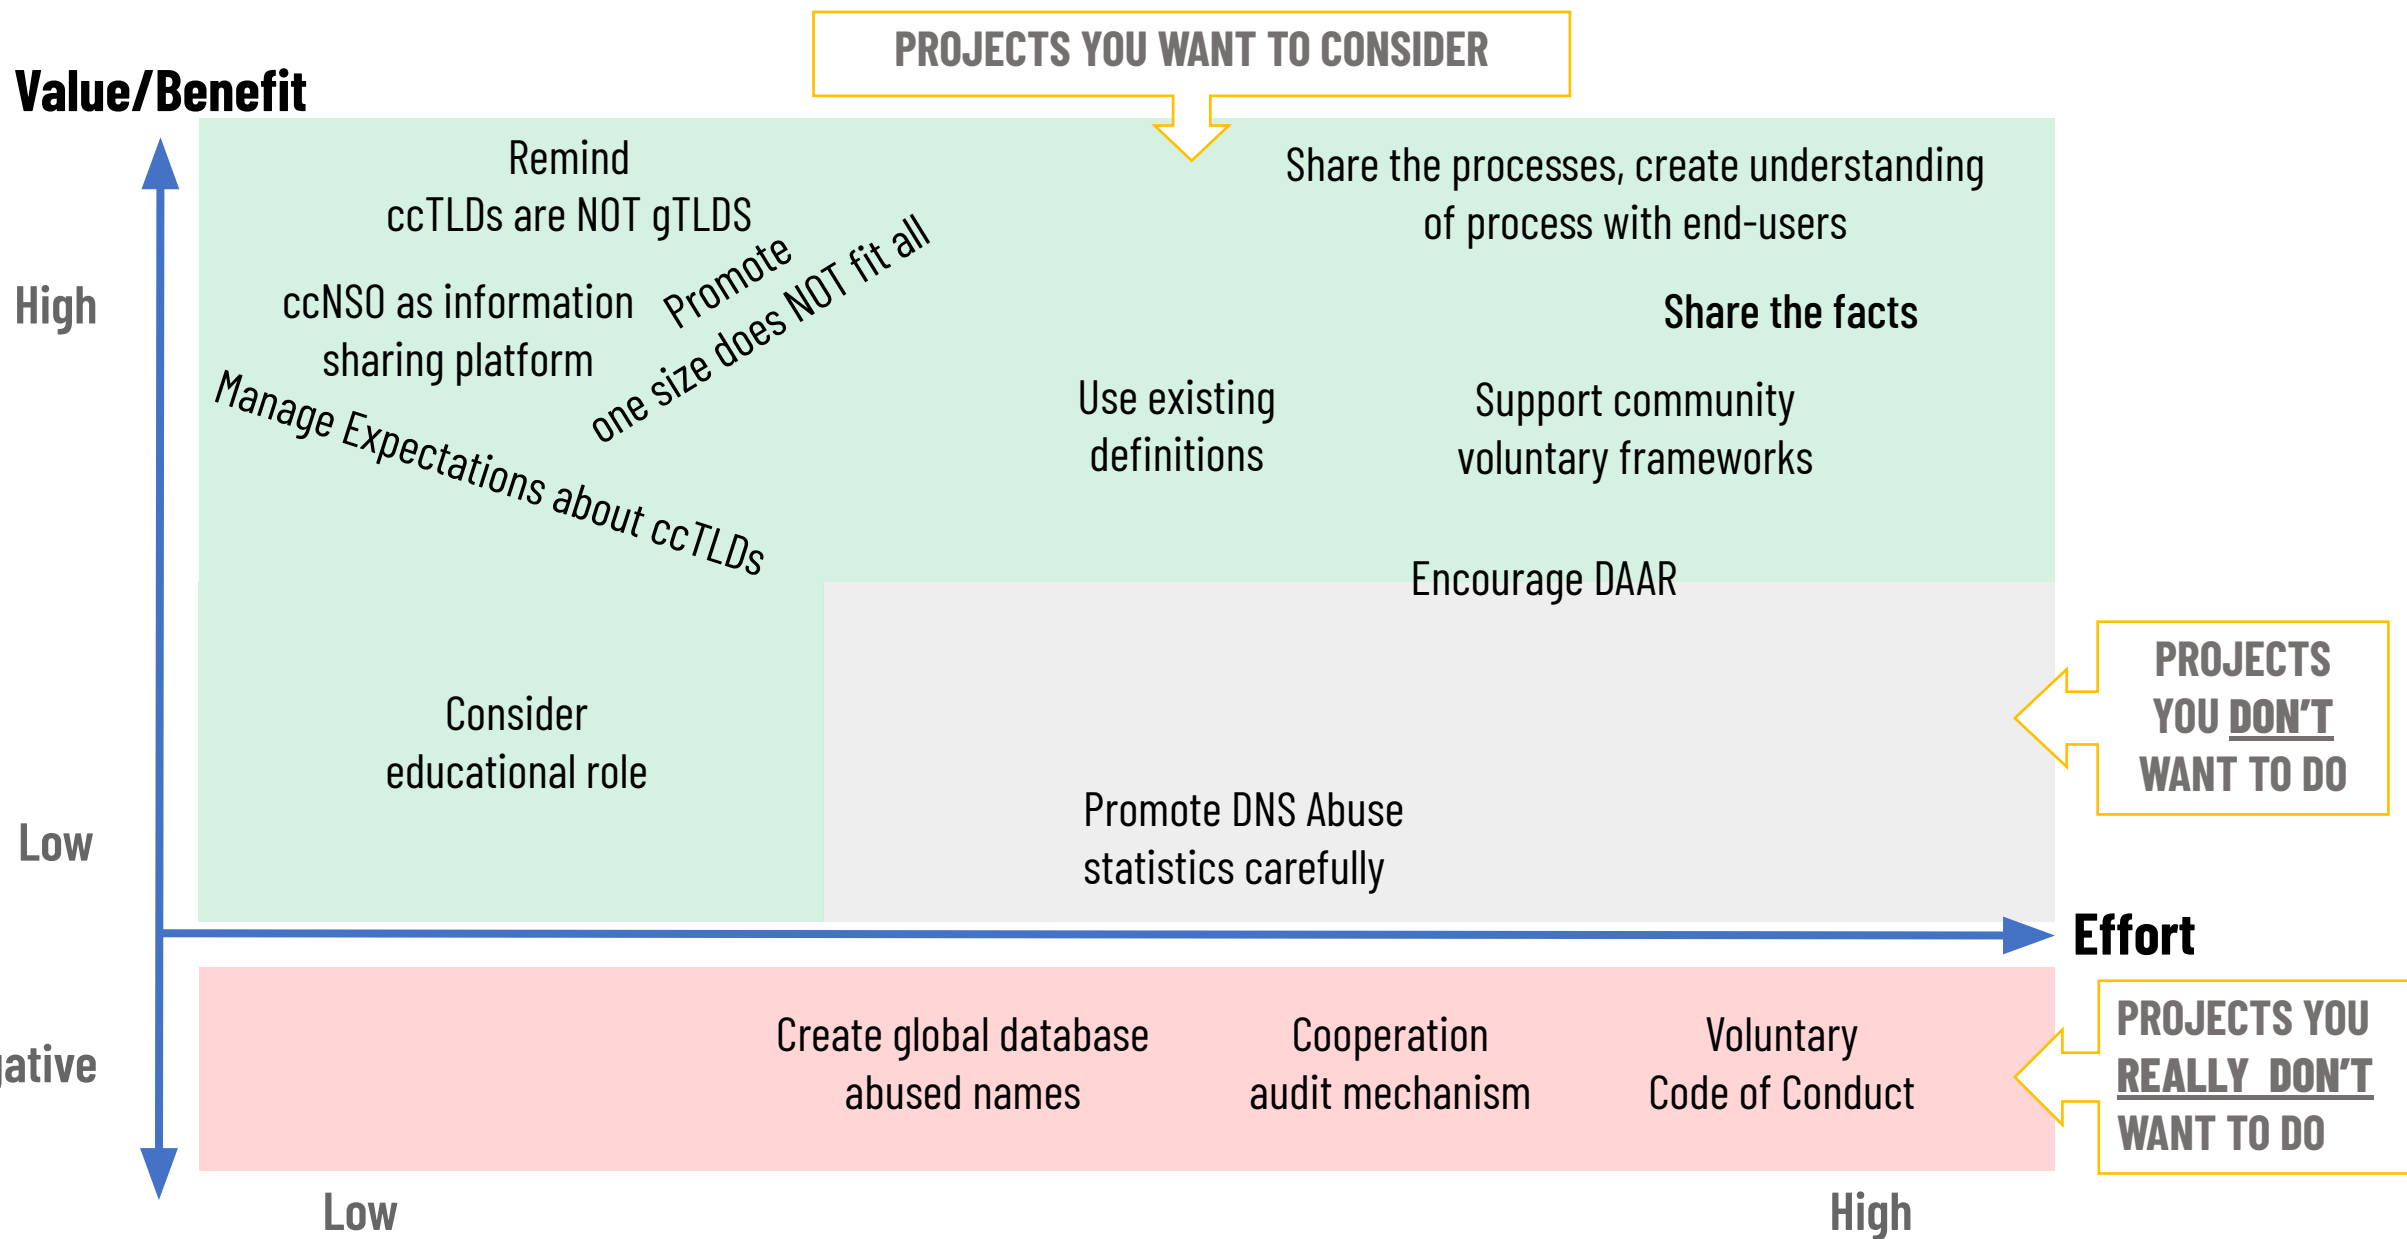 PROJECTS YOU WANT TO CONSIDER
Value/Benefit
Remind
ccTLDs are NOT gTLDS
Share the processes, create understanding
of process with end-users
Promote
one size does NOT fit all
High
ccNSO as information
sharing platform
Share the facts
Manage Expectations about ccTLDs
Use existing
definitions
Support community
voluntary frameworks
Encourage DAAR
PROJECTS
YOU DON'T
WANT TO DO
Consider
educational role
Low
Promote DNS Abuse
statistics carefully
Effort
gative
Create global database
abused names
Cooperation
audit mechanism
Voluntary
Code of Conduct
PROJECTS YOU
REALLY DON'T
WANT TO DO
Low
High